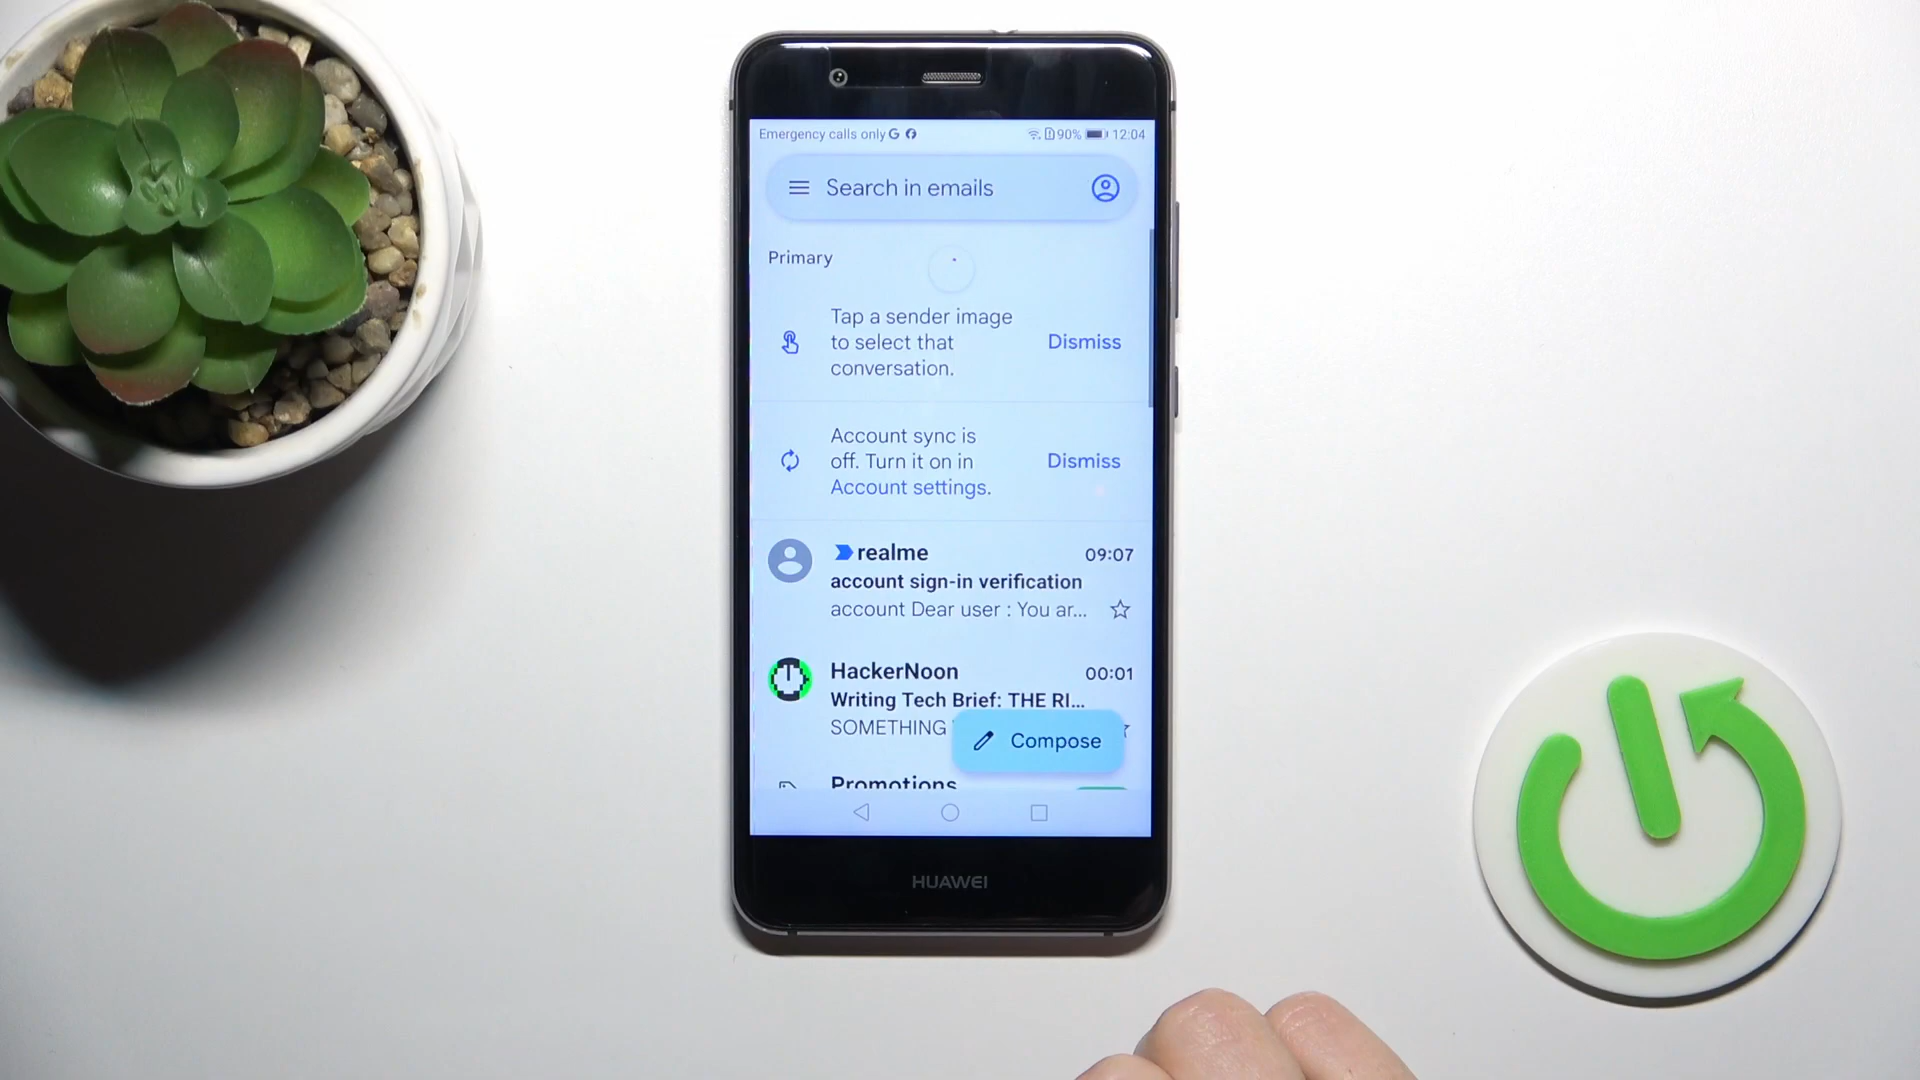 Emergency calls only 90% 12:04
Search in emails
Primary
Tap a sender image
to select that
conversation.
Dismiss
Account sync is
off. Turn it on in
Account settings.
Dismiss
realme 09:07
account sign-in verification
account Dear user : You ar...
HackerNoon 00:01
Writing Tech Brief: THE RI...
SOMETHING
Compose
Promotions
HUAWEI